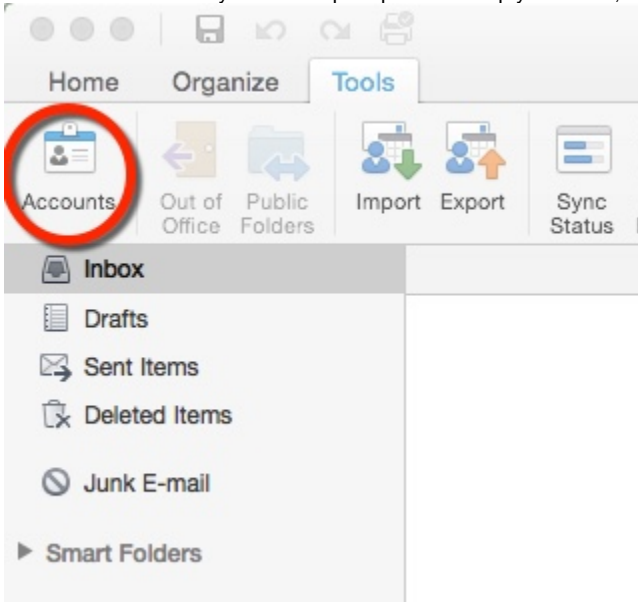 Home Organize Tools
Accounts Out of Office Public Folders Import Export Sync Status
Inbox
Drafts
Sent Items
Deleted Items
Junk E-mail
Smart Folders